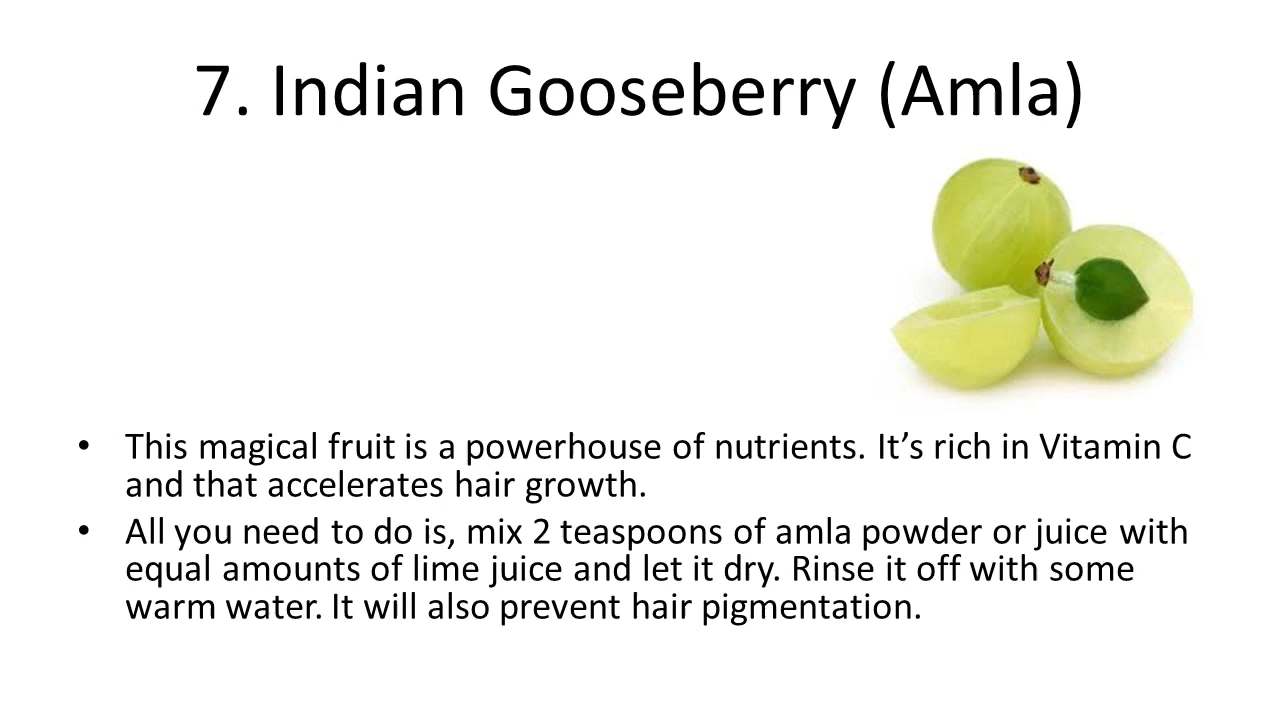 7. Indian Gooseberry (Amla)
• This magical fruit is a powerhouse of nutrients. It’s rich in Vitamin C
and that accelerates hair growth.
• All you need to do is, mix 2 teaspoons of amla powder or juice with
equal amounts of lime juice and let it dry. Rinse it off with some
warm water. It will also prevent hair pigmentation.